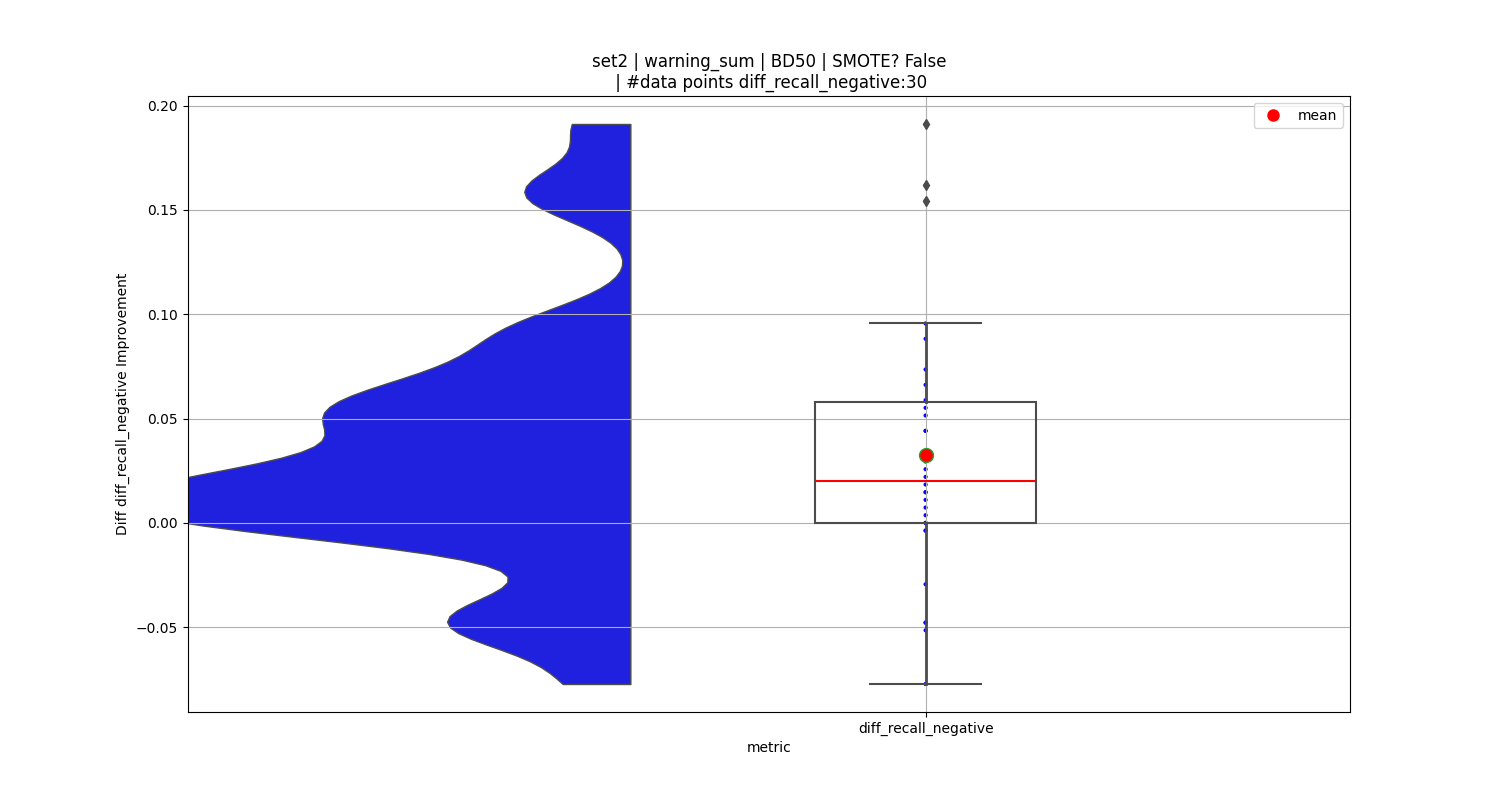 set2 | warning_sum | BD50 | SMOTE? False
| #data points diff_recall_negative:30
mean
0.20
0.15
0.10
0.05
0.00
−0.05
Diff diff_recall_negative Improvement
diff_recall_negative
metric